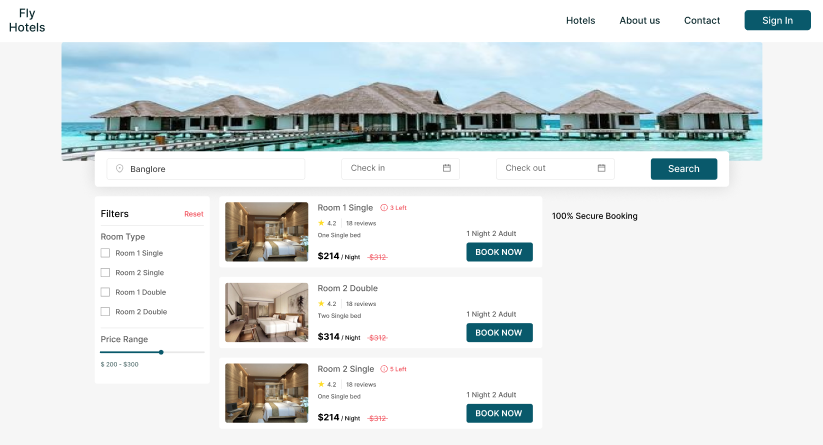 Fly
Hotels
Hotels
About us
Contact
Sign In
Banglore
Check in
Check out
Search
Filters
Reset
Room Type
Room 1 Single
Room 2 Single
Room 1 Double
Room 2 Double
Price Range
$ 200 - $300
Room 1 Single
3 Left
4.2
18 reviews
One Single bed
$214 / Night $312
1 Night 2 Adult
BOOK NOW
Room 2 Double
4.2
18 reviews
Two Single bed
$314 / Night $312
1 Night 2 Adult
BOOK NOW
Room 2 Single
5 Left
4.2
18 reviews
One Single bed
$214 / Night $312
1 Night 2 Adult
BOOK NOW
100% Secure Booking